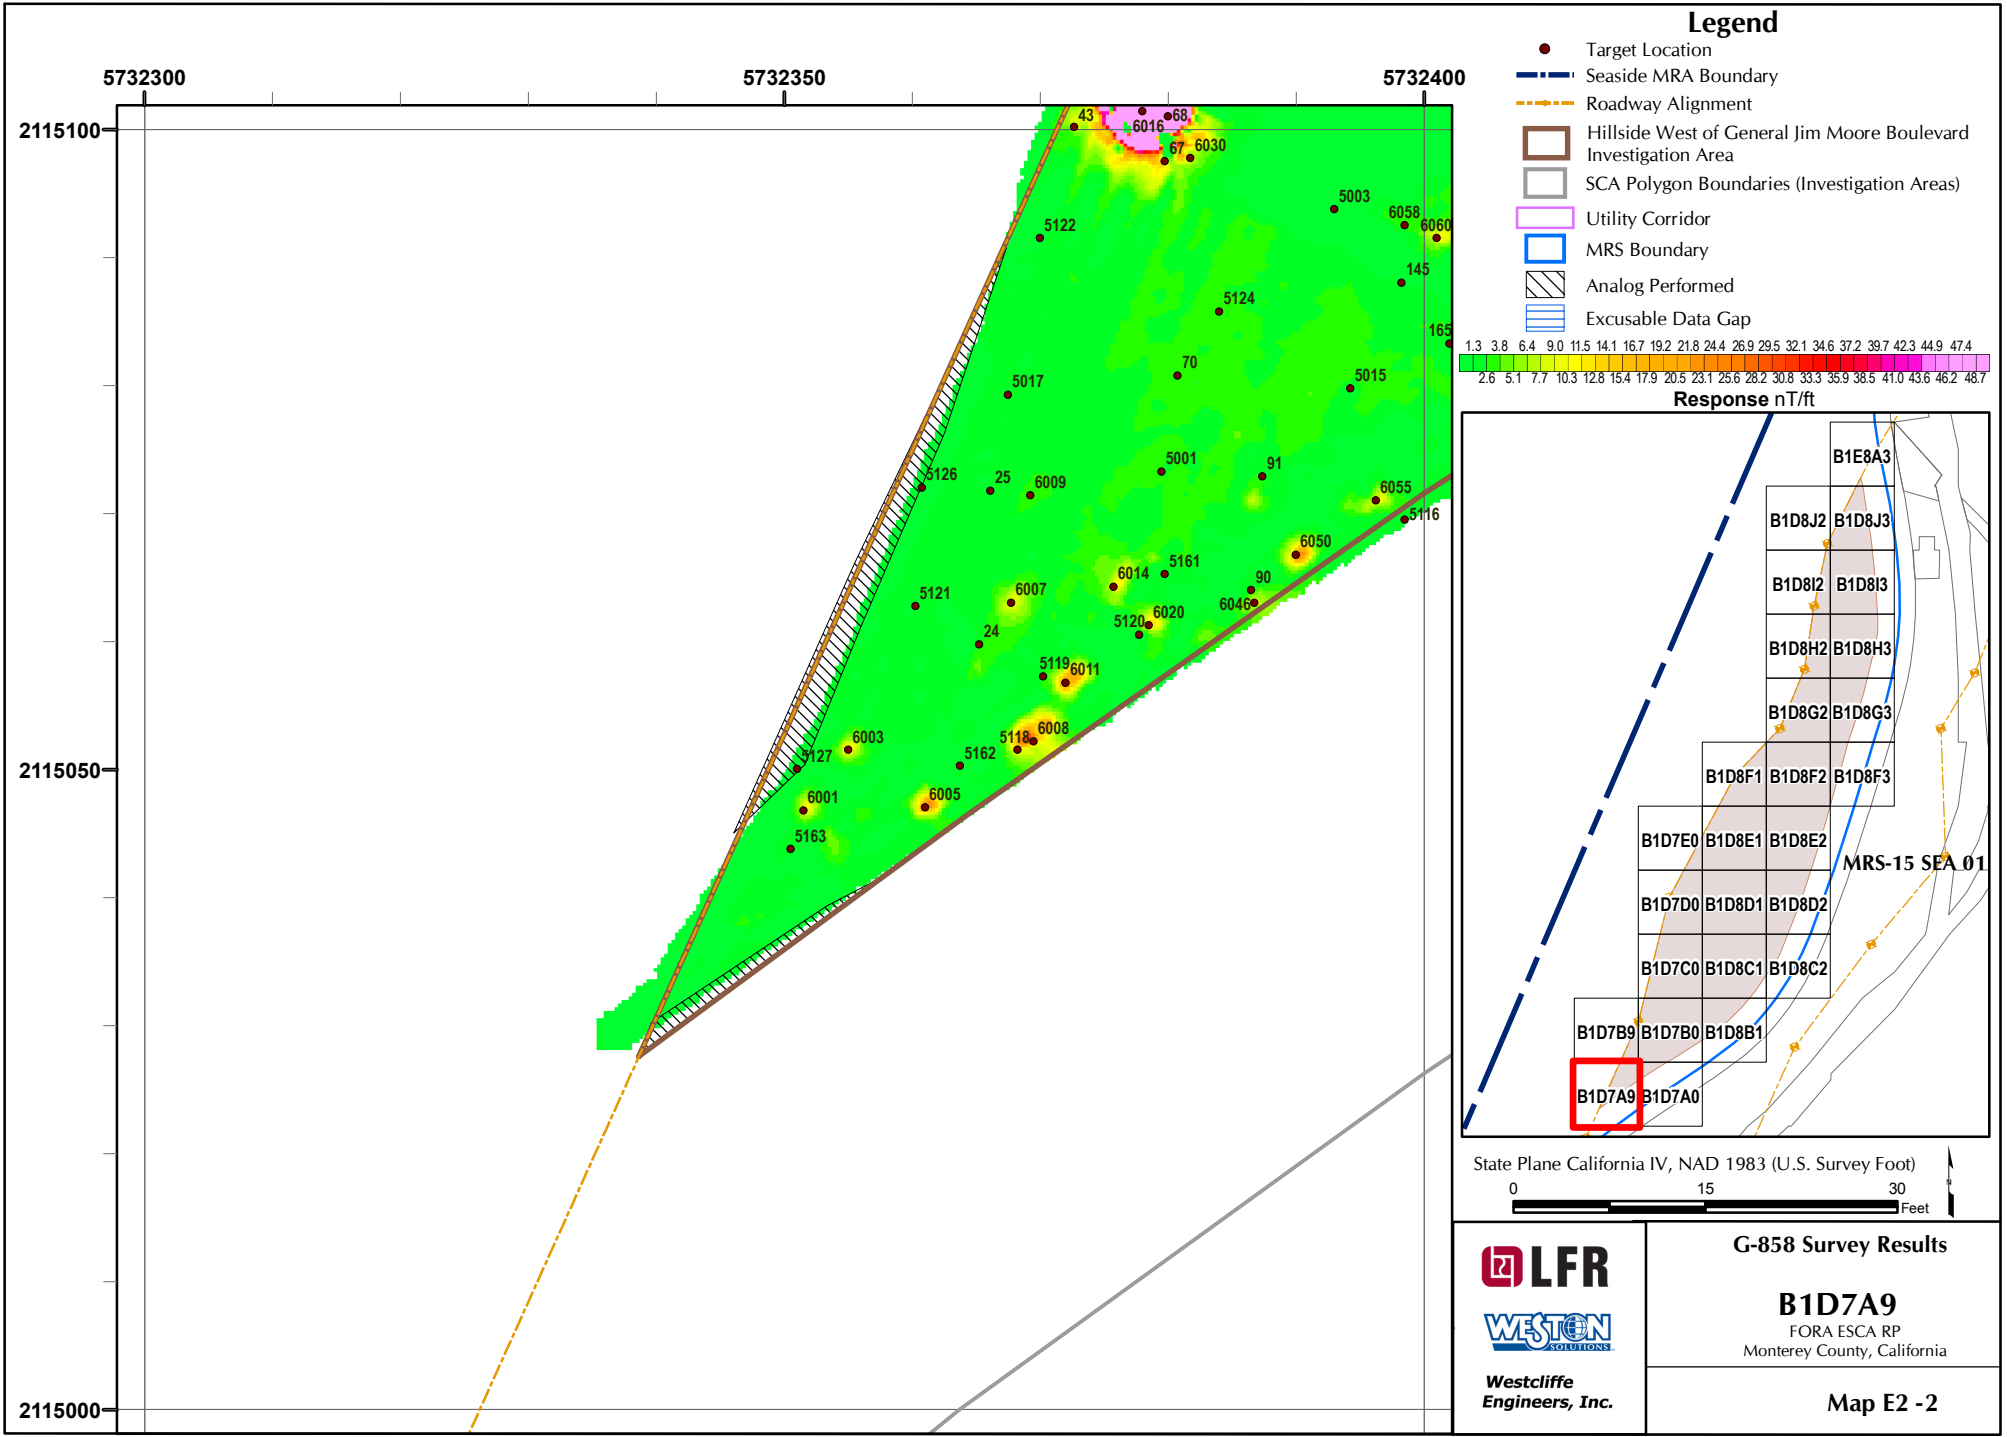 Legend
Target Location
Seaside MRA Boundary
Roadway Alignment
Hillside West of General Jim Moore Boulevard
Investigation Area
SCA Polygon Boundaries (Investigation Areas)
Utility Corridor
MRS Boundary
Analog Performed
Excusable Data Gap
1.3 3.8 6.4 9.0 11.5 14.1 16.7 19.2 21.8 24.4 26.9 29.5 32.1 34.6 37.2 39.7 42.3 44.9 47.4
2.6 5.1 7.7 10.3 12.8 15.4 17.9 20.5 23.1 25.6 28.2 30.8 33.3 35.9 38.5 41.0 43.6 46.2 48.7
Response nT/ft
5732300 5732350 5732400
2115100
2115050
2115000
43
6016
68
67
6030
5003
6058
6060
5122
145
5124
165
70
5015
5017
5001
91
5126
25
6009
6055
5116
6050
5161
6014
90
6046
5121
6007
6020
5120
24
5119
6011
6008
5118
6003
5127
5162
6001
6005
5163
B1E8A3
B1D8J2 B1D8J3
B1D8I2 B1D8I3
B1D8H2 B1D8H3
B1D8G2 B1D8G3
B1D8F1 B1D8F2 B1D8F3
B1D7E0 B1D8E1 B1D8E2
MRS-15 SEA 01
B1D7D0 B1D8D1 B1D8D2
B1D7C0 B1D8C1 B1D8C2
B1D7B9 B1D7B0 B1D8B1
B1D7A9 B1D7A0
State Plane California IV, NAD 1983 (U.S. Survey Foot)
0 15 30
Feet
N
LFR
WESTON
SOLUTIONS
Westcliffe
Engineers, Inc.
G-858 Survey Results
B1D7A9
FORA ESCA RP
Monterey County, California
Map E2 -2